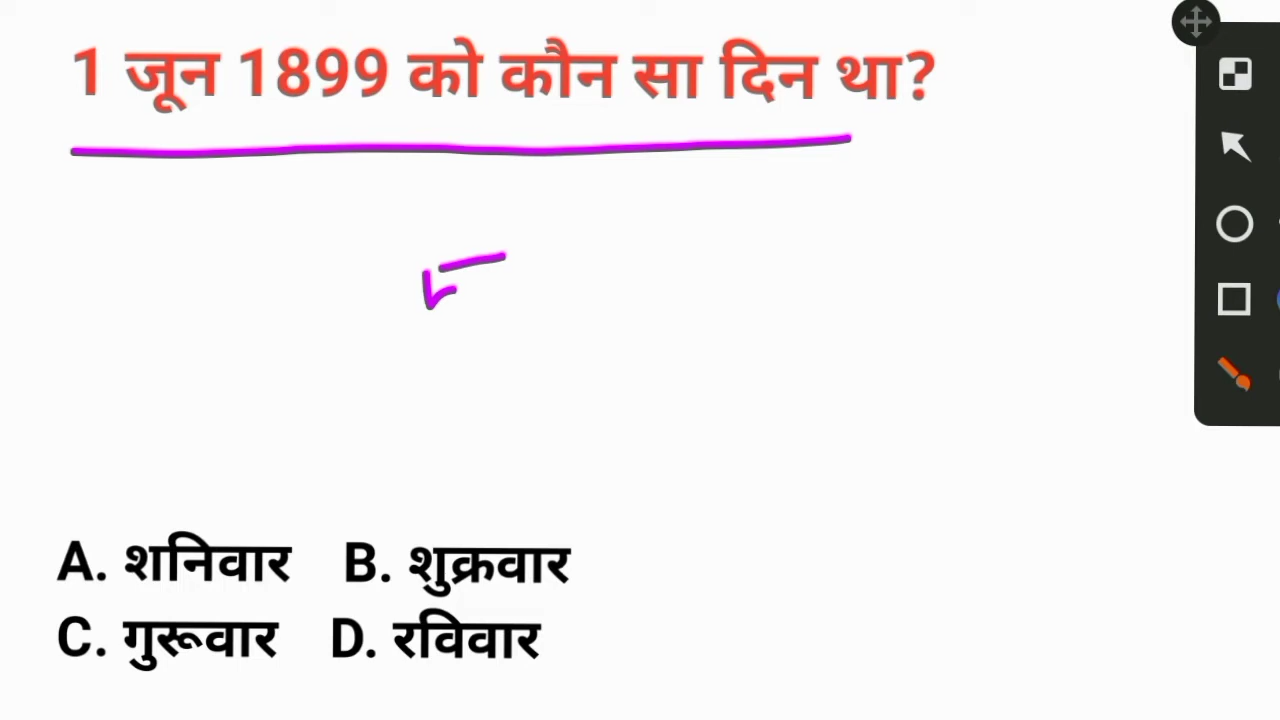 1 जून 1899 को कौन सा दिन था?
A. शनिवार B. शुक्रवार
C. गुरूवार D. रविवार